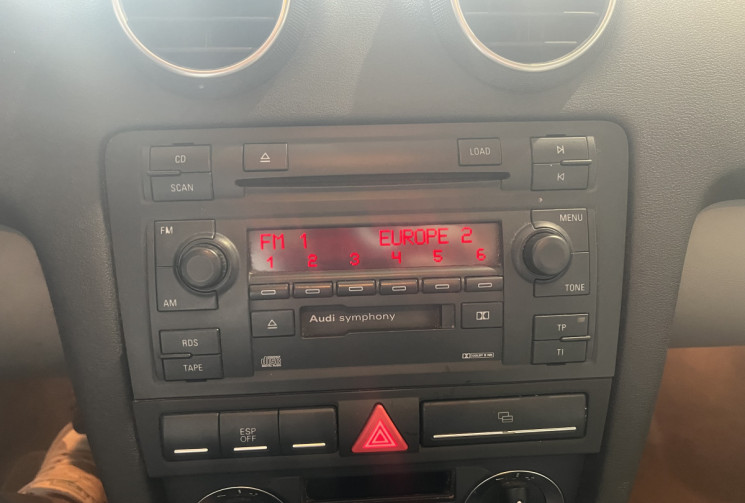 CD
LOAD
SCAN
FM
MENU
FM 1 EUROPE 2
1 2 3 4 5 6
AM
TONE
Audi symphony
RDS
TP
TAPE
TI
ESP
OFF